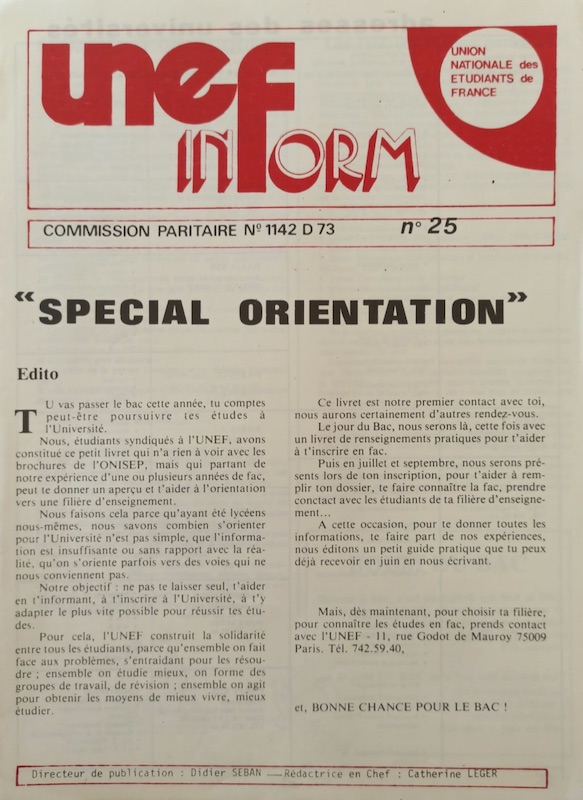 unef
INFORM
UNION
NATIONALE des
ETUDIANTS de
FRANCE
COMMISSION PARITAIRE Nº 1142 D 73
n° 25
“SPECIAL ORIENTATION”
Edito
TU vas passer le bac cette année, tu comptes
peut-être poursuivre tes études à
l'Université.
Nous, étudiants syndiqués à l'UNEF, avons
constitué ce petit livret qui n'a rien à voir avec les
brochures de l'ONISEP, mais qui partant de
notre expérience d'une ou plusieurs années de fac,
peut te donner un aperçu et t'aider à l'orientation
vers une filière d'enseignement.
Nous faisons cela parce qu'ayant été lycéens
nous-mêmes, nous savons combien s'orienter
pour l'Université n'est pas simple, que l'informa-
tion est insuffisante ou sans rapport avec la réa-
lité, qu'on s'oriente parfois vers des voies qui ne
nous conviennent pas.
Notre objectif : ne pas te laisser seul, t'aider
en t'informant, à t'inscrire à l'Université, à t'y
adapter le plus vite possible pour réussir tes étu-
des.
Pour cela, l'UNEF construit la solidarité
entre tous les étudiants, parce qu'ensemble on fait
face aux problèmes, s'entraidant pour les résou-
dre ; ensemble on étudie mieux, on forme des
groupes de travail, de révision ; ensemble on agit
pour obtenir les moyens de mieux vivre, mieux
étudier.
Ce livret est notre premier contact avec toi,
nous aurons certainement d'autres rendez-vous.
Le jour du Bac, nous serons là, cette fois avec
un livret de renseignements pratiques pour t'aider
à t'inscrire en fac.
Puis en juillet et septembre, nous serons pré-
sents lors de ton inscription, pour t'aider à rem-
plir ton dossier, te faire connaître la fac, prendre
conctact avec les étudiants de ta filière d'enseigne-
ment...
A cette occasion, pour te donner toutes les
informations, te faire part de nos expériences,
nous éditons un petit guide pratique que tu peux
déjà recevoir en juin en nous écrivant.
Mais, dès maintenant, pour choisir ta filière,
pour connaître les études en fac, prends contact
avec l'UNEF - 11, rue Godot de Mauroy 75009
Paris. Tél. 742.59.40,
et, BONNE CHANCE POUR LE BAC !
Directeur de publication : Didier SEBAN — Rédactrice en Chef : Catherine LEGER